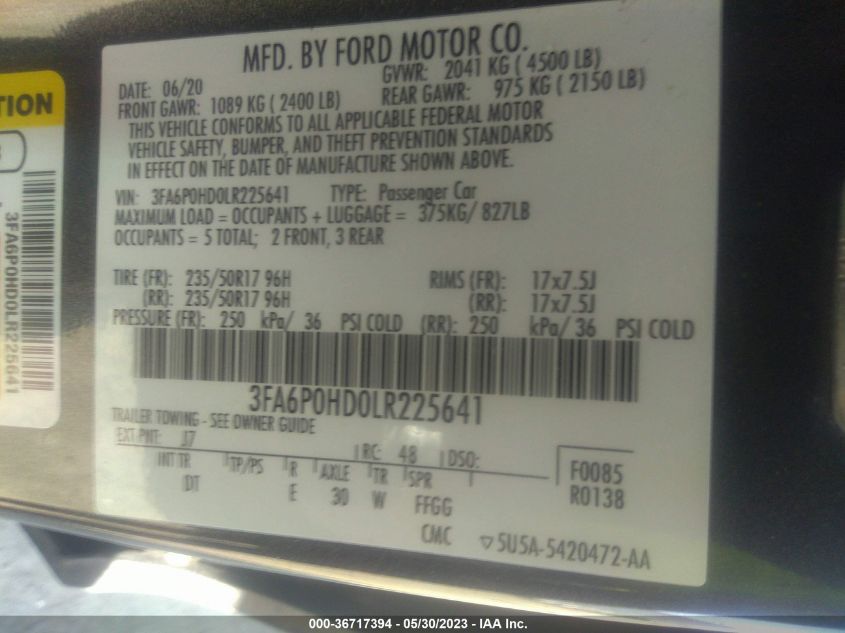 MFD. BY FORD MOTOR CO.
DATE: 06/20 GVWR: 2041 KG ( 4500 LB)
FRONT GAWR: 1089 KG ( 2400 LB) REAR GAWR: 975 KG ( 2150 LB)
THIS VEHICLE CONFORMS TO ALL APPLICABLE FEDERAL MOTOR
VEHICLE SAFETY, BUMPER, AND THEFT PREVENTION STANDARDS
IN EFFECT ON THE DATE OF MANUFACTURE SHOWN ABOVE.
VIN: 3FA6P0HD0LR225641 TYPE: Passenger Car
MAXIMUM LOAD = OCCUPANTS + LUGGAGE = 375KG/ 827LB
OCCUPANTS = 5 TOTAL; 2 FRONT, 3 REAR
TIRE (FR): 235/50R17 96H RIMS (FR): 17x7.5J
(RR): 235/50R17 96H (RR): 17x7.5J
PRESSURE (FR): 250 kPa/ 36 PSI COLD (RR): 250 kPa/ 36 PSI COLD
3FA6P0HD0LR225641
TRAILER TOWING - SEE OWNER GUIDE
EXT PNT: J7 RC: 48 DSO:
INT TR TP/PS R AXLE TR SPR F0085
DT E 30 W FFGG R0138
CMC 5U5A-5420472-AA
TION
3FA6P0HD0LR225641
000-36717394 - 05/30/2023 - IAA Inc.